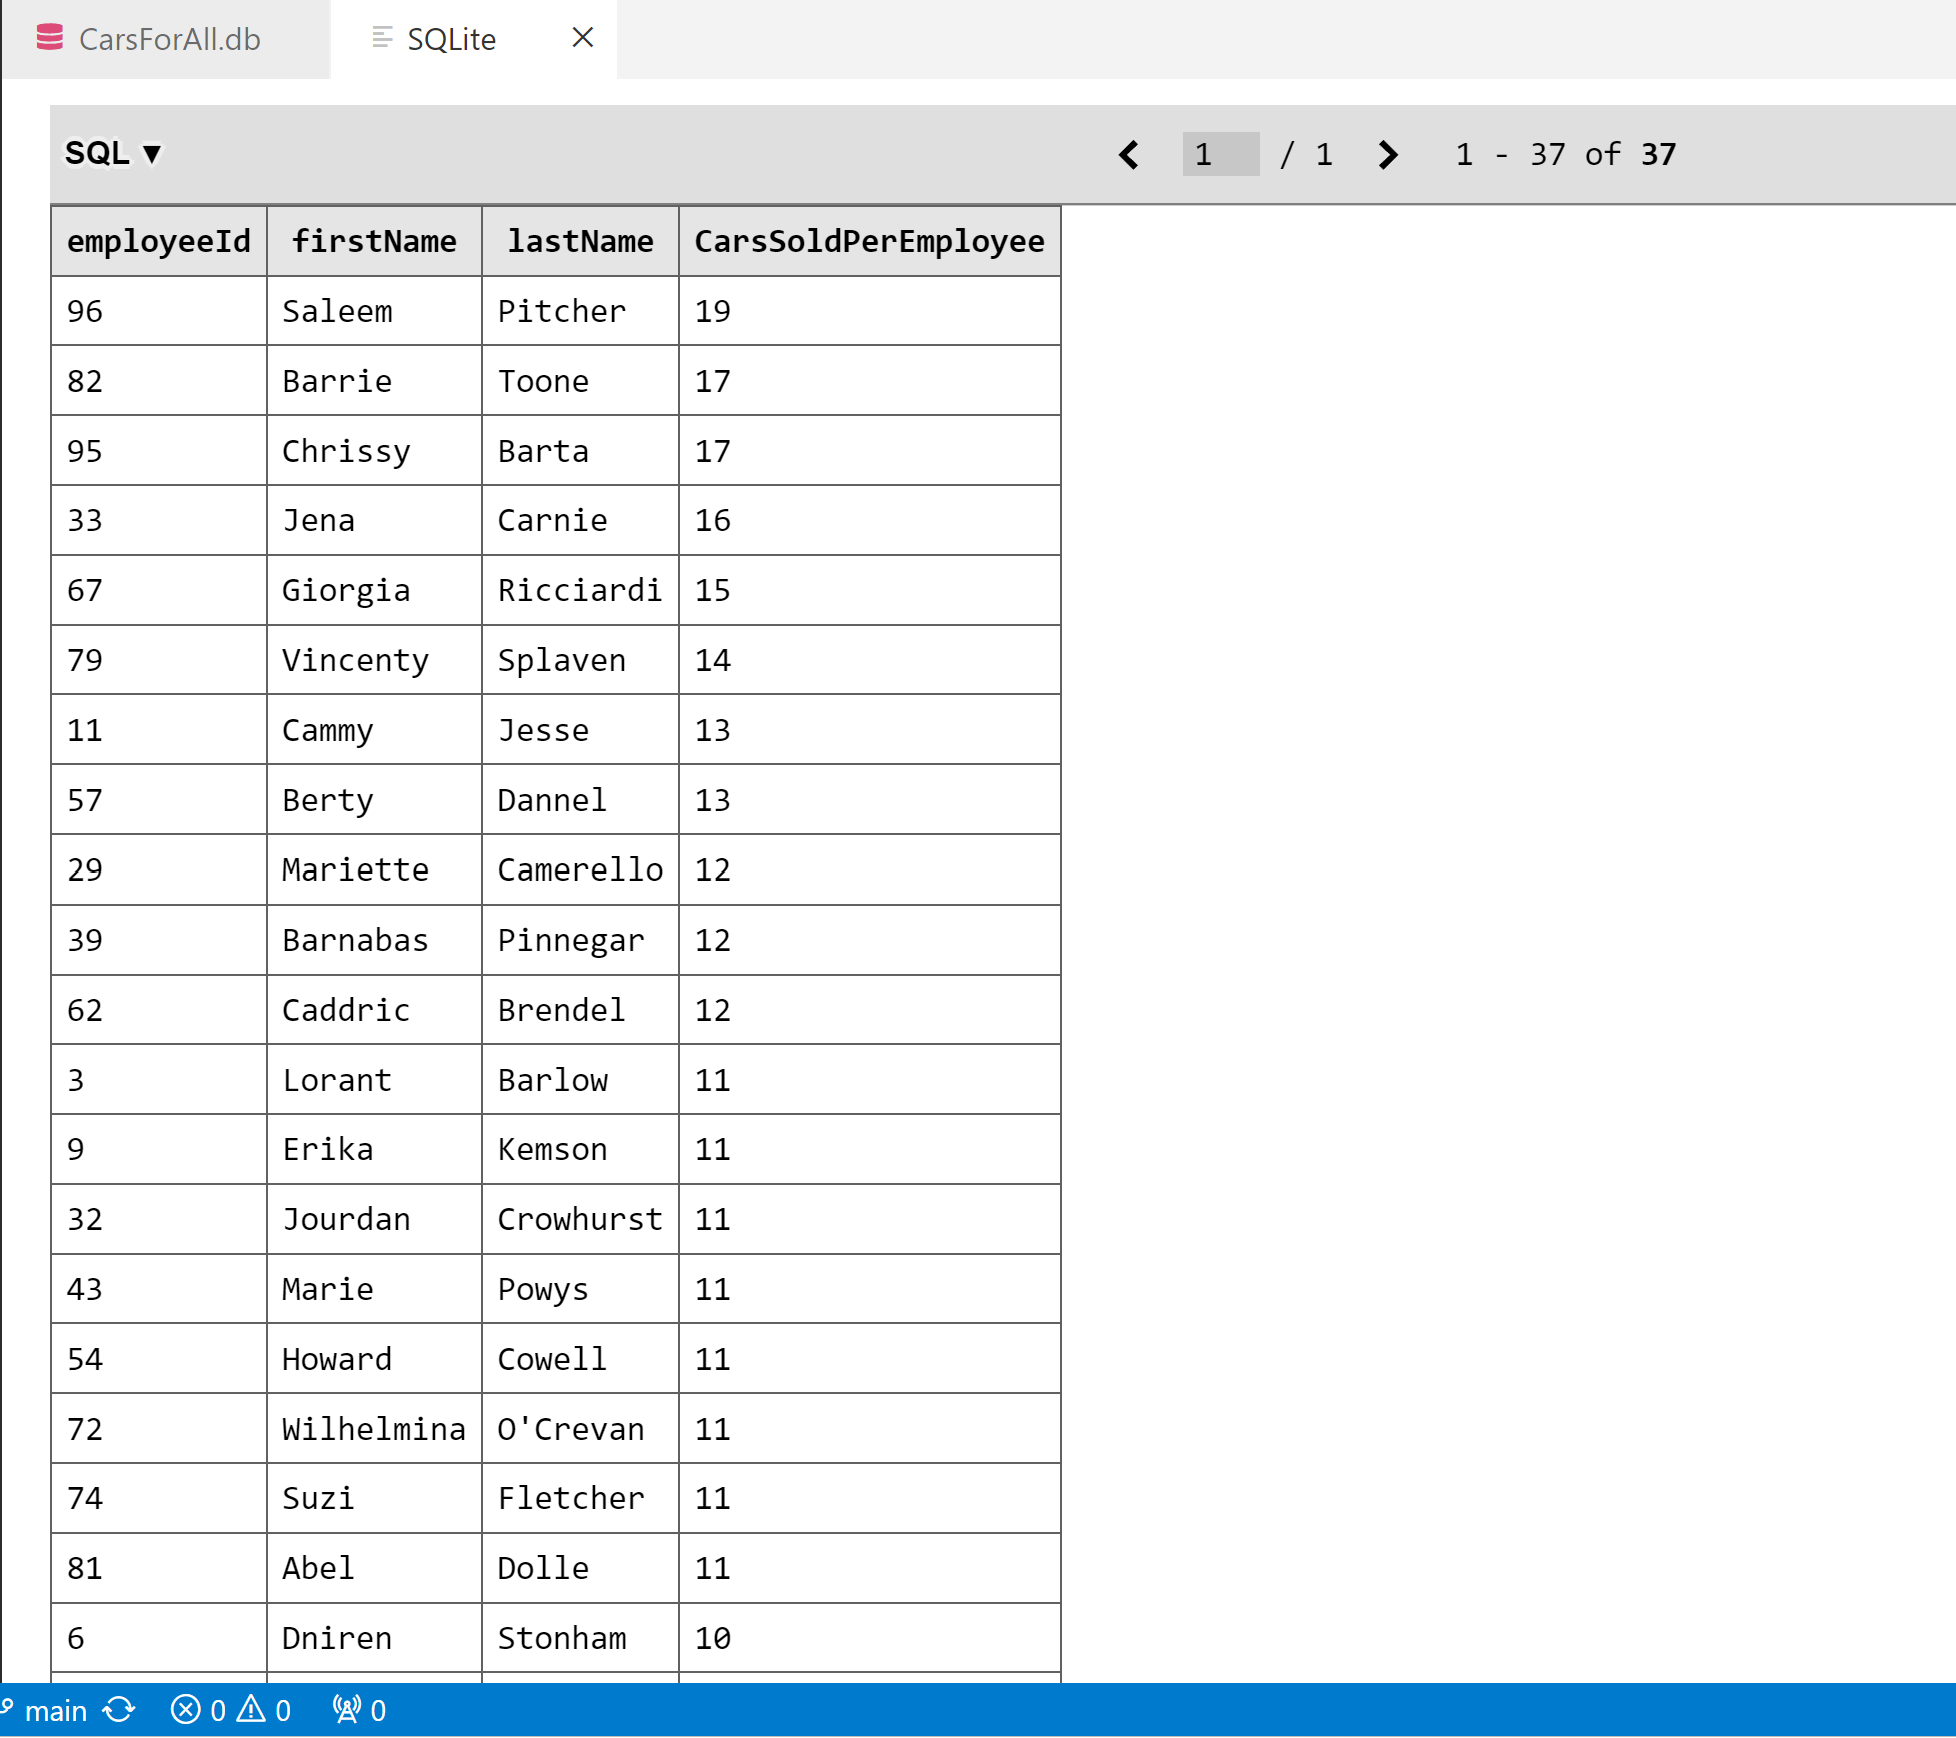 CarsForAll.db SQLite
SQL ▼ 1 / 1 1 - 37 of 37
employeeId firstName lastName CarsSoldPerEmployee
96 Saleem Pitcher 19
82 Barrie Toone 17
95 Chrissy Barta 17
33 Jena Carnie 16
67 Giorgia Ricciardi 15
79 Vincenty Splaven 14
11 Cammy Jesse 13
57 Berty Dannel 13
29 Mariette Camerello 12
39 Barnabas Pinnegar 12
62 Caddric Brendel 12
3 Lorant Barlow 11
9 Erika Kemson 11
32 Jourdan Crowhurst 11
43 Marie Powys 11
54 Howard Cowell 11
72 Wilhelmina O'Crevan 11
74 Suzi Fletcher 11
81 Abel Dolle 11
6 Dniren Stonham 10
main 0 0 0